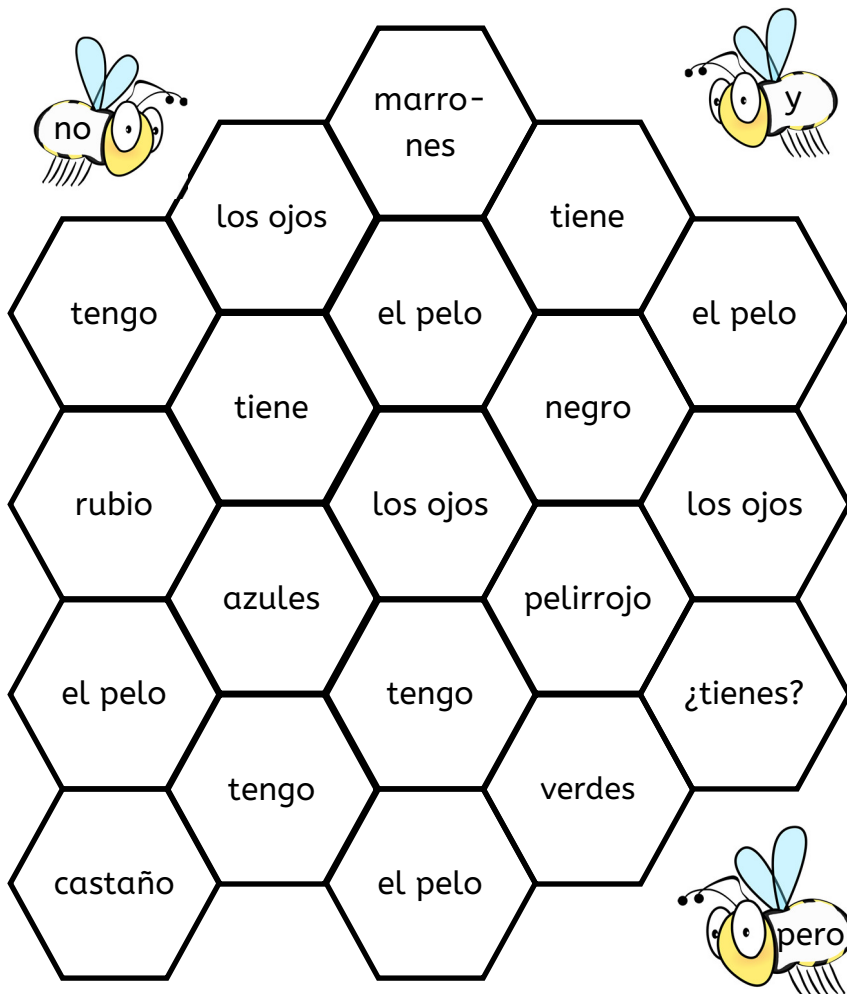 marro-
nes
no
y
los ojos
tiene
tengo
el pelo
el pelo
tiene
negro
rubio
los ojos
los ojos
azules
pelirrojo
el pelo
tengo
¿tienes?
tengo
verdes
castaño
el pelo
pero